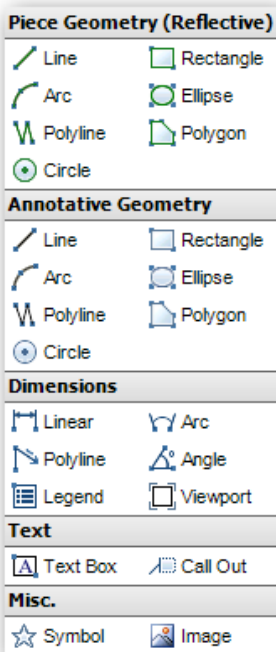 Piece Geometry (Reflective)
Line Rectangle
Arc Ellipse
Polyline Polygon
Circle
Annotative Geometry
Line Rectangle
Arc Ellipse
Polyline Polygon
Circle
Dimensions
Linear Arc
Polyline Angle
Legend Viewport
Text
A Text Box Call Out
Misc.
Symbol Image